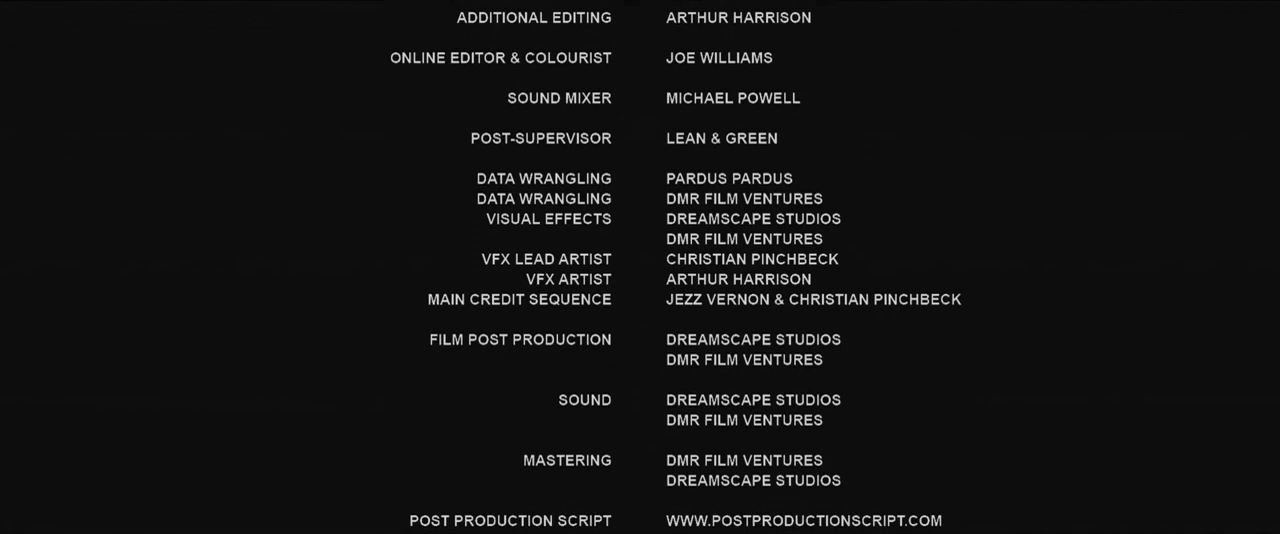 ADDITIONAL EDITING ARTHUR HARRISON
ONLINE EDITOR & COLOURIST JOE WILLIAMS
SOUND MIXER MICHAEL POWELL
POST-SUPERVISOR LEAN & GREEN
DATA WRANGLING PARDUS PARDUS
DATA WRANGLING DMR FILM VENTURES
VISUAL EFFECTS DREAMSCAPE STUDIOS
DMR FILM VENTURES
VFX LEAD ARTIST CHRISTIAN PINCHBECK
VFX ARTIST ARTHUR HARRISON
MAIN CREDIT SEQUENCE JEZZ VERNON & CHRISTIAN PINCHBECK
FILM POST PRODUCTION DREAMSCAPE STUDIOS
DMR FILM VENTURES
SOUND DREAMSCAPE STUDIOS
DMR FILM VENTURES
MASTERING DMR FILM VENTURES
DREAMSCAPE STUDIOS
POST PRODUCTION SCRIPT WWW.POSTPRODUCTIONSCRIPT.COM